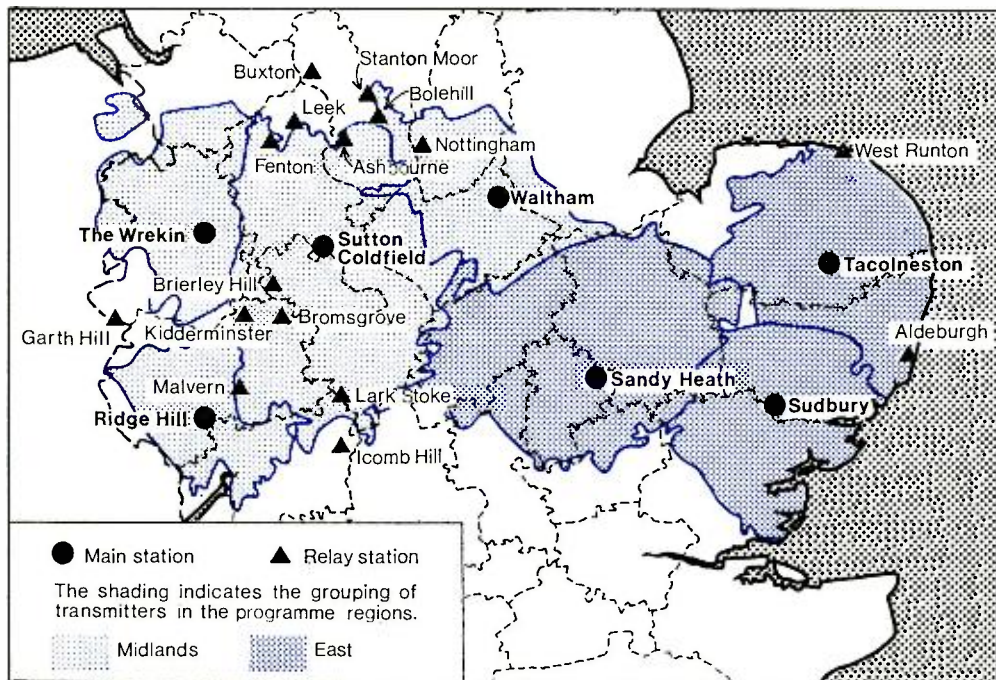 Stanton Moor
Buxton
Bolehill
Leek
Nottingham
West Runton
Fenton
Ashbourne
Waltham
The Wrekin
Sutton
Coldfield
Tacolneston
Brierley Hill
Garth Hill
Kidderminster
Bromsgrove
Aldeburgh
Malvern
Lark Stoke
Sandy Heath
Ridge Hill
Sudbury
Icomb Hill
Main station
Relay station
The shading indicates the grouping of
transmitters in the programme regions.
Midlands
East